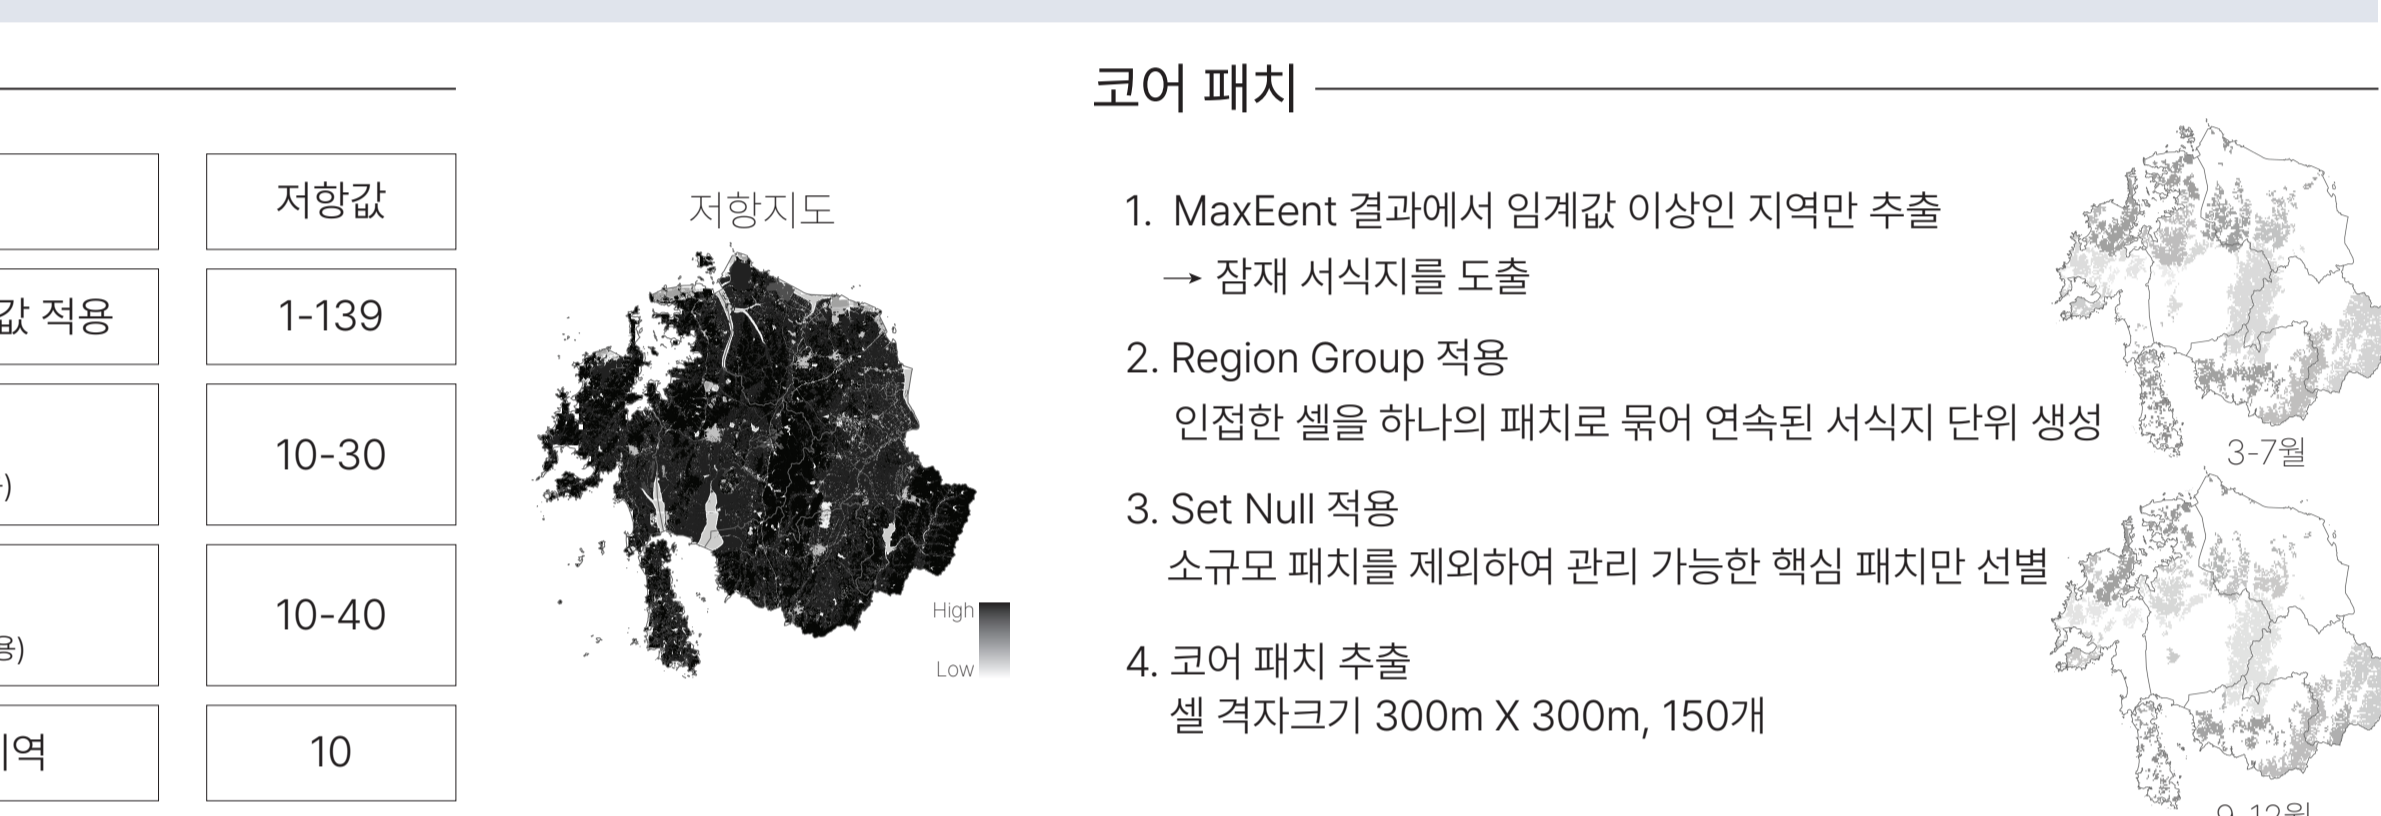 저항값
값 적용
1-139
10-30
10-40
10
저항지도
High
Low
코어 패치
1. MaxEent 결과에서 임계값 이상인 지역만 추출
→ 잠재 서식지를 도출
2. Region Group 적용
인접한 셀을 하나의 패치로 묶어 연속된 서식지 단위 생성
3. Set Null 적용
소규모 패치를 제외하여 관리 가능한 핵심 패치만 선별
4. 코어 패치 추출
셀 격자크기 300m X 300m, 150개
3-7월
9-12월